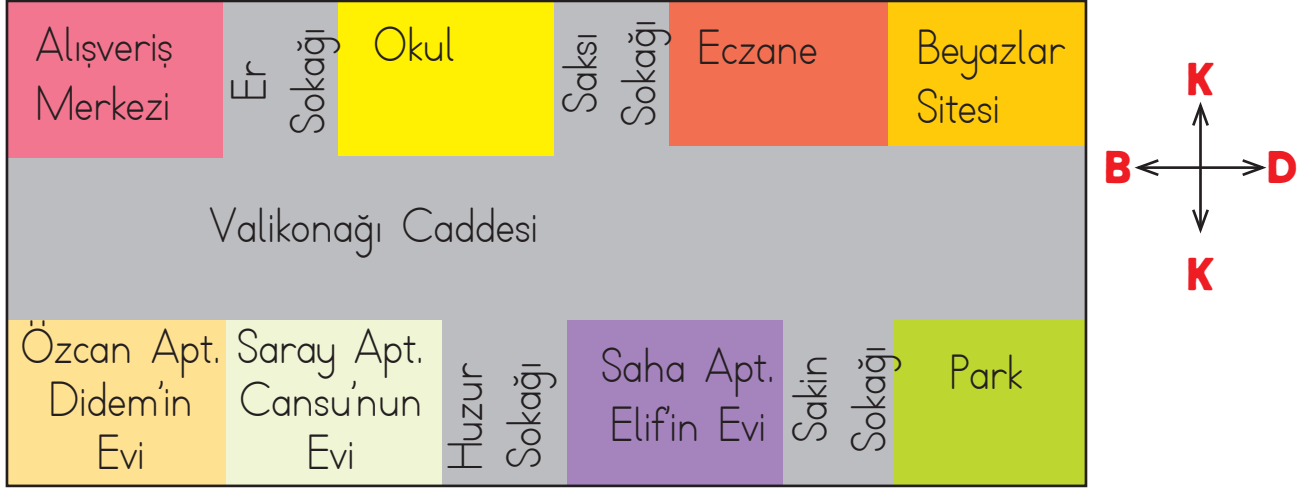 Alışveriş
Merkezi
Er
Sokağı
Okul
Saksı
Sokağı
Eczane
Beyazlar
Sitesi
Valikonağı Caddesi
Özcan Apt.
Didem'in
Evi
Saray Apt.
Cansu'nun
Evi
Huzur
Sokağı
Saha Apt.
Elif'in Evi
Sakin
Sokağı
Park
K
B
D
K